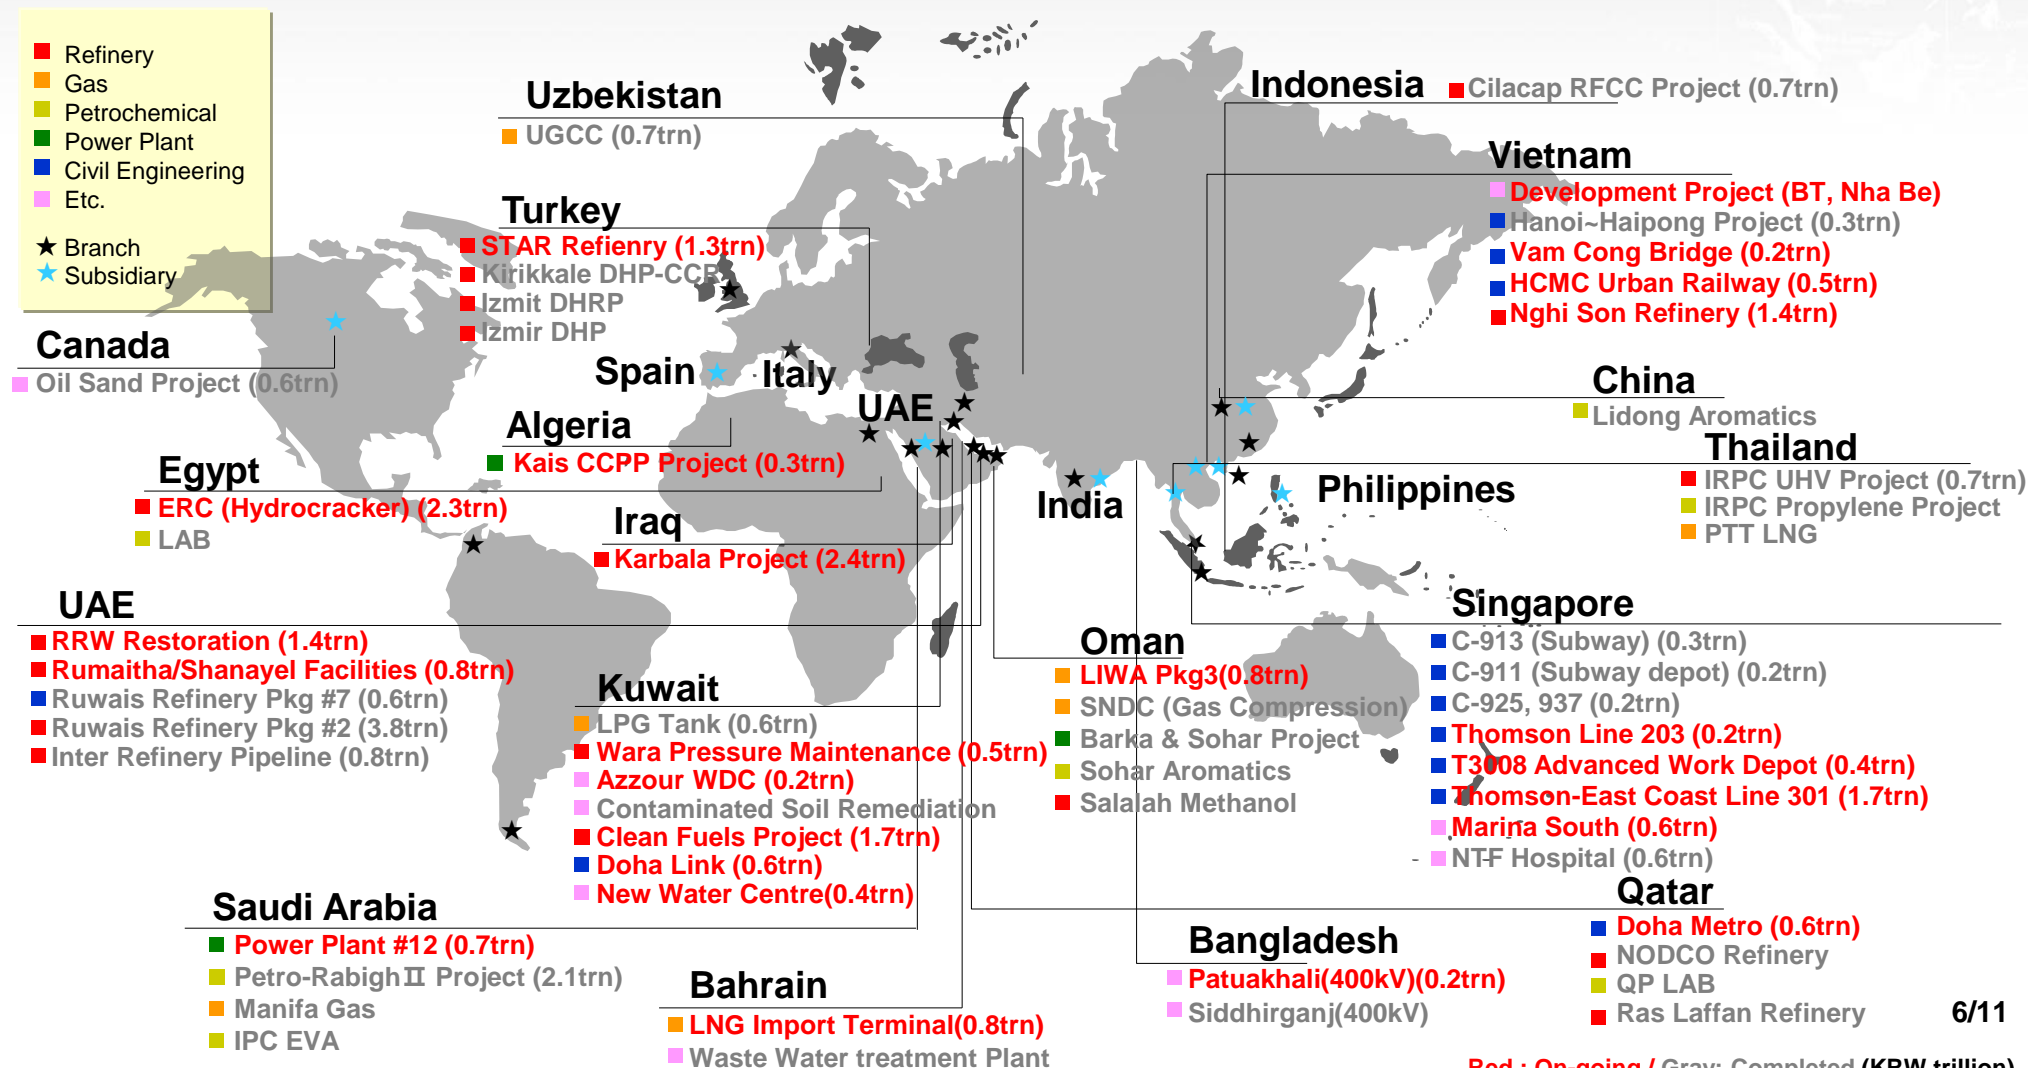 Refinery
Gas
Petrochemical
Power Plant
Civil Engineering
Etc.
Branch
Subsidiary
Uzbekistan
UGCC (0.7trn)
Indonesia
Cilacap RFCC Project (0.7trn)
Vietnam
Development Project (BT, Nha Be)
Hanoi~Haipong Project (0.3trn)
Vam Cong Bridge (0.2trn)
HCMC Urban Railway (0.5trn)
Nghi Son Refinery (1.4trn)
Turkey
STAR Refienry (1.3trn)
Kirikkale DHP-CCR
Izmit DHRP
Izmir DHP
Canada
Oil Sand Project (0.6trn)
Spain
Italy
UAE
China
Lidong Aromatics
Algeria
Kais CCPP Project (0.3trn)
Thailand
IRPC UHV Project (0.7trn)
IRPC Propylene Project
PTT LNG
Egypt
ERC (Hydrocracker) (2.3trn)
LAB
India
Philippines
Iraq
Karbala Project (2.4trn)
UAE
RRW Restoration (1.4trn)
Rumaitha/Shanayel Facilities (0.8trn)
Ruwais Refinery Pkg #7 (0.6trn)
Ruwais Refinery Pkg #2 (3.8trn)
Inter Refinery Pipeline (0.8trn)
Kuwait
LPG Tank (0.6trn)
Wara Pressure Maintenance (0.5trn)
Azzour WDC (0.2trn)
Contaminated Soil Remediation
Clean Fuels Project (1.7trn)
Doha Link (0.6trn)
New Water Centre(0.4trn)
Oman
LIWA Pkg3(0.8trn)
SNDC (Gas Compression)
Barka & Sohar Project
Sohar Aromatics
Salalah Methanol
Singapore
C-913 (Subway) (0.3trn)
C-911 (Subway depot) (0.2trn)
C-925, 937 (0.2trn)
Thomson Line 203 (0.2trn)
T3008 Advanced Work Depot (0.4trn)
Thomson-East Coast Line 301 (1.7trn)
Marina South (0.6trn)
NTF Hospital (0.6trn)
Saudi Arabia
Power Plant #12 (0.7trn)
Petro-RabighⅡ Project (2.1trn)
Manifa Gas
IPC EVA
Bahrain
LNG Import Terminal(0.8trn)
Waste Water treatment Plant
Bangladesh
Patuakhali(400kV)(0.2trn)
Siddhirganj(400kV)
Qatar
Doha Metro (0.6trn)
NODCO Refinery
QP LAB
Ras Laffan Refinery
6/11
Red : On-going / Gray: Completed (KRW trillion)